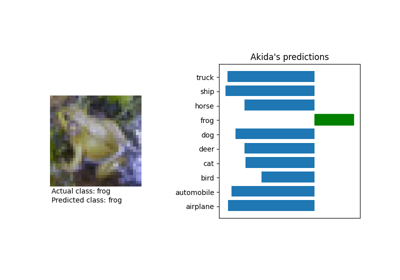 Akida's predictions
truck
ship
horse
frog
dog
deer
cat
bird
automobile
airplane
Actual class: frog
Predicted class: frog